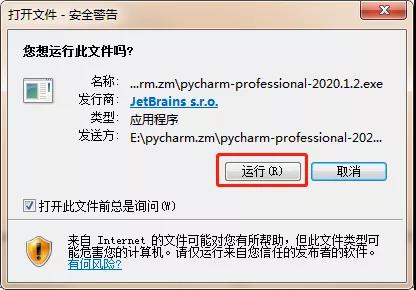 打开文件 - 安全警告
您想运行此文件吗?
名称: ...rm.zm\pycharm-professional-2020.1.2.exe
发行商: JetBrains s.r.o.
类型: 应用程序
发送方: E:\pycharm.zm\pycharm-professional-202...
运行(R) 取消
打开此文件前总是询问(W)
来自 Internet 的文件可能对您有所帮助，但此文件类型可
能危害您的计算机。请仅运行来自您信任的发布者的软件。
有何风险?